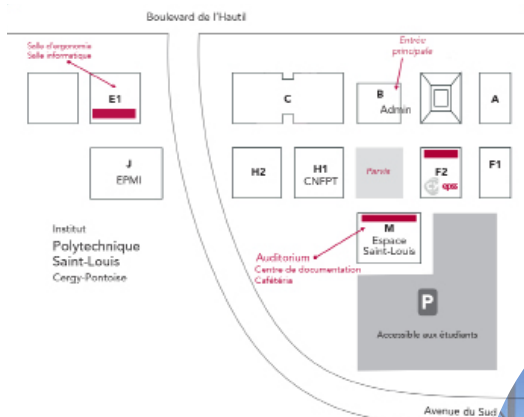 Boulevard de l'Hautil
Salle d'ergonomie
Salle informatique
Entrée
principale
E1
C
B
Admin
A
J
EPMI
H2
H1
CNFPT
Parvis
F2
epss
F1
M
Espace
Saint-Louis
Institut
Polytechnique
Saint-Louis
Cergy-Pontoise
Auditorium
Centre de documentation
Cafétéria
P
Accessible aux étudiants
Avenue du Sud